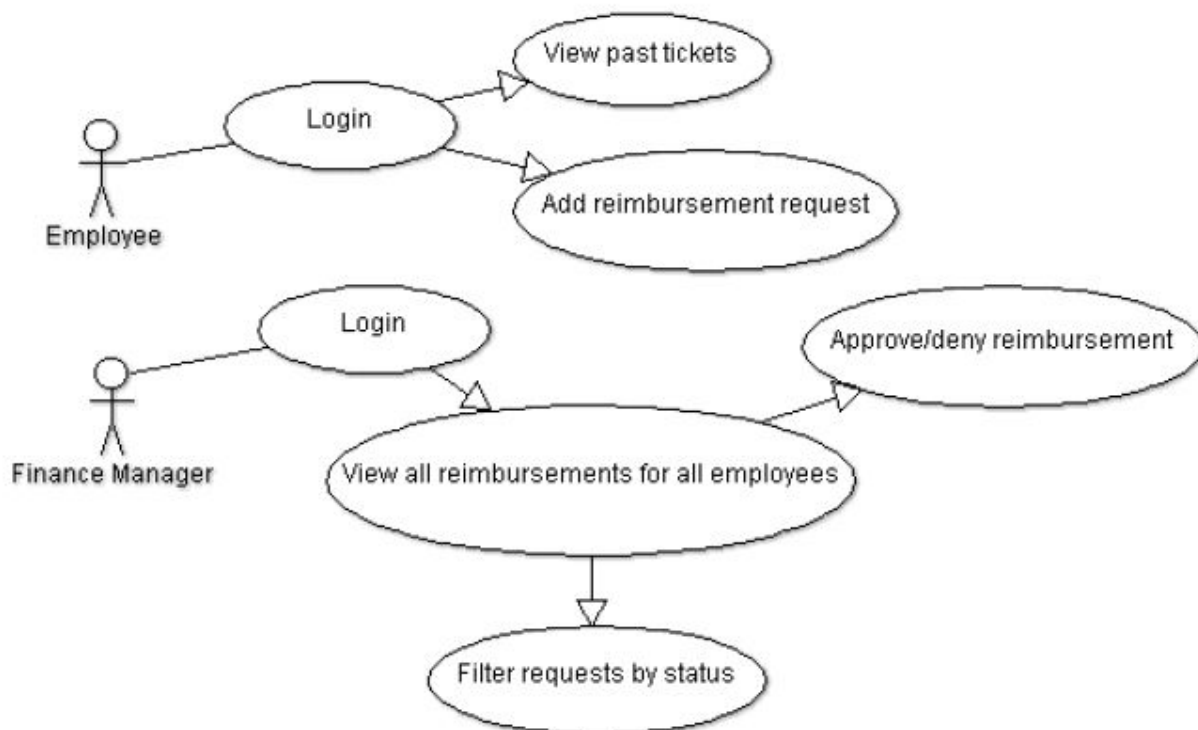 View past tickets
Login
Add reimbursement request
Employee
Login
Approve/deny reimbursement
Finance Manager
View all reimbursements for all employees
Filter requests by status